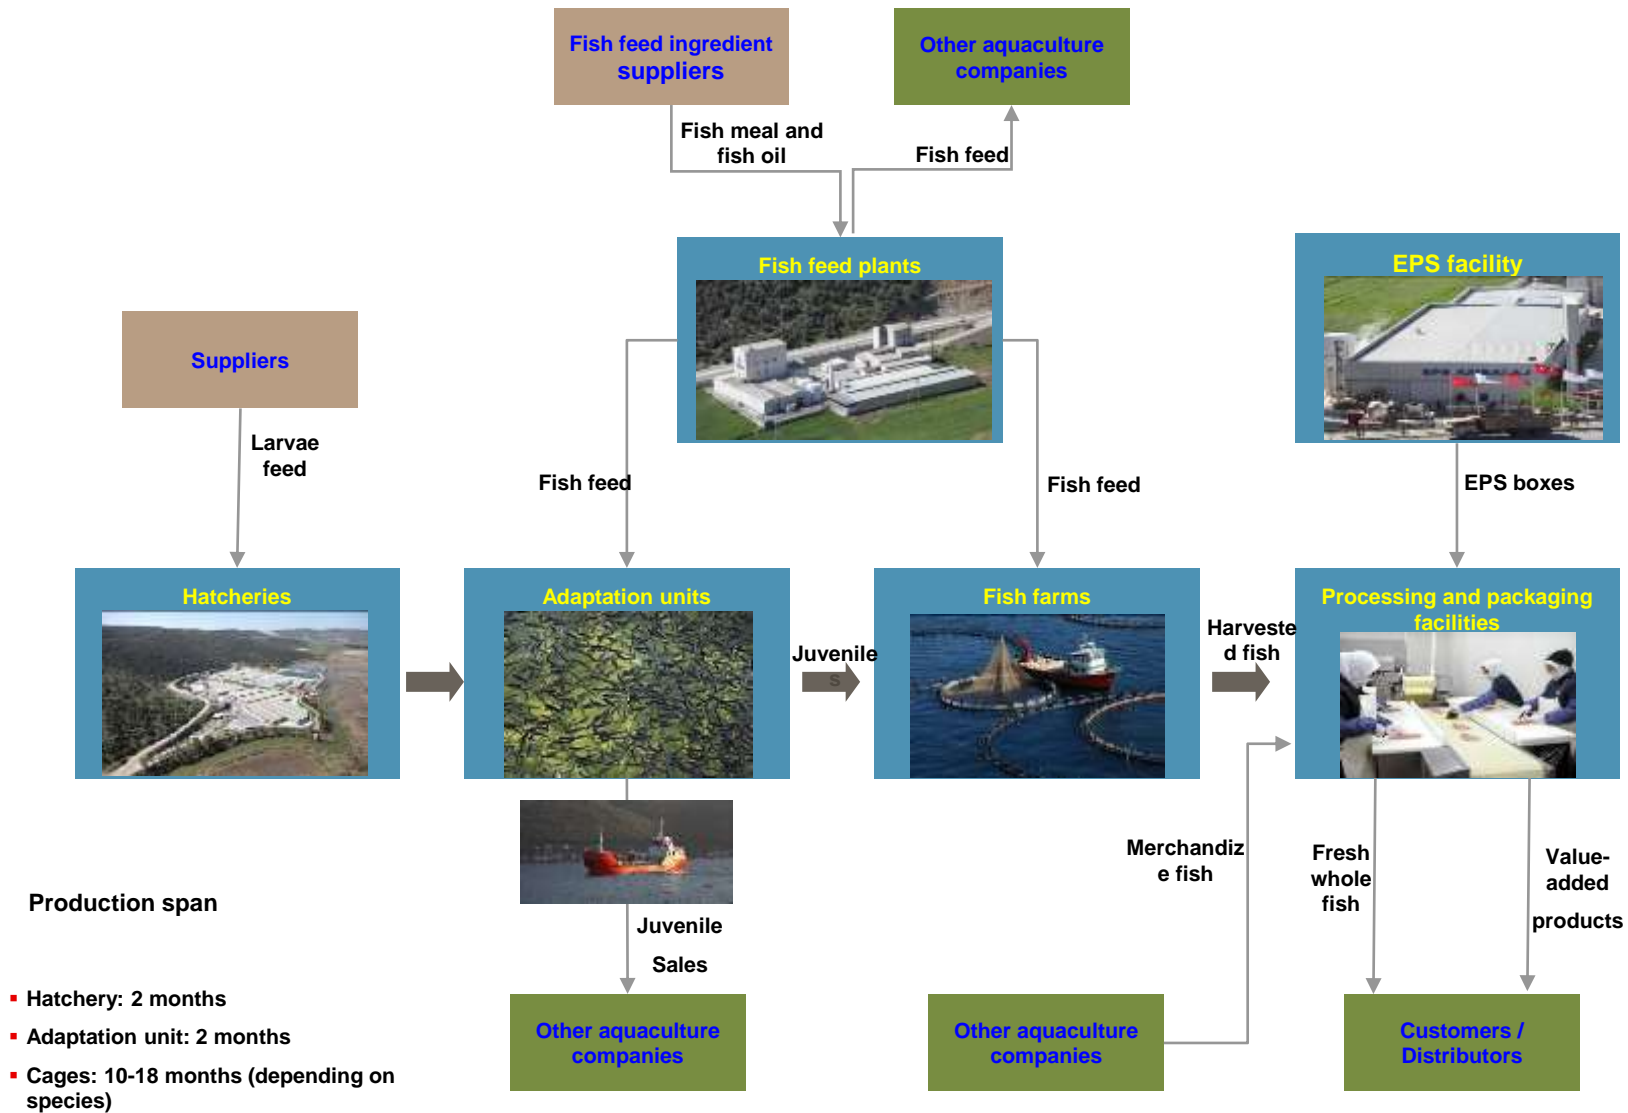 Fish feed ingredient
suppliers
Other aquaculture
companies
Fish meal and
fish oil
Fish feed
Fish feed plants
EPS facility
Suppliers
Larvae
feed
Fish feed
Fish feed
EPS boxes
Hatcheries
Adaptation units
Fish farms
Processing and packaging
facilities
Juvenile
s
Harveste
d fish
Merchandiz
e fish
Fresh
whole
fish
Value-
added
products
Production span
Juvenile
Sales
Hatchery: 2 months
Adaptation unit: 2 months
Cages: 10-18 months (depending on
species)
Other aquaculture
companies
Other aquaculture
companies
Customers /
Distributors